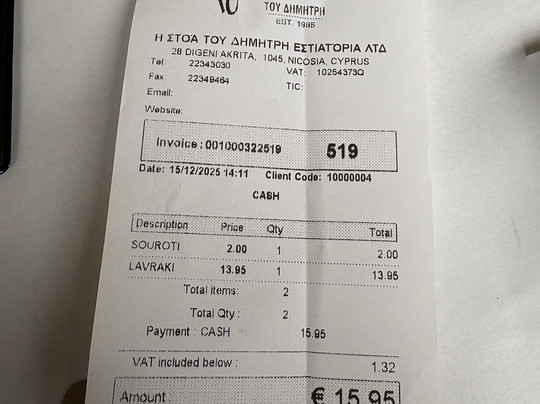 ΤΟΥ ΔΗΜΗΤΡΗ
EST. 1985
Η ΣΤΟΑ ΤΟΥ ΔΗΜΗΤΡΗ ΕΣΤΙΑΤΟΡΙΑ ΛΤΔ
28 DIGENI AKRITA, 1045, NICOSIA, CYPRUS
Tel: 22343030 VAT: 10264373Q
Fax: 22349464 TIC:
Email:
Website:
Invoice : 001000322519 519
Date: 15/12/2025 14:11 Client Code: 10000004
CASH
Description Price Qty Total
SOUROTI 2.00 1 2.00
LAVRAKI 13.95 1 13.95
Total items: 2
Total Qty : 2
Payment : CASH 15.95
VAT included below : 1.32
Amount : € 15.95